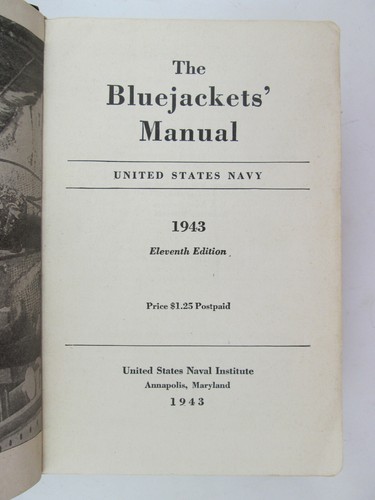 The
Bluejackets’
Manual
UNITED STATES NAVY
1943
Eleventh Edition
Price $1.25 Postpaid
United States Naval Institute
Annapolis, Maryland
1943